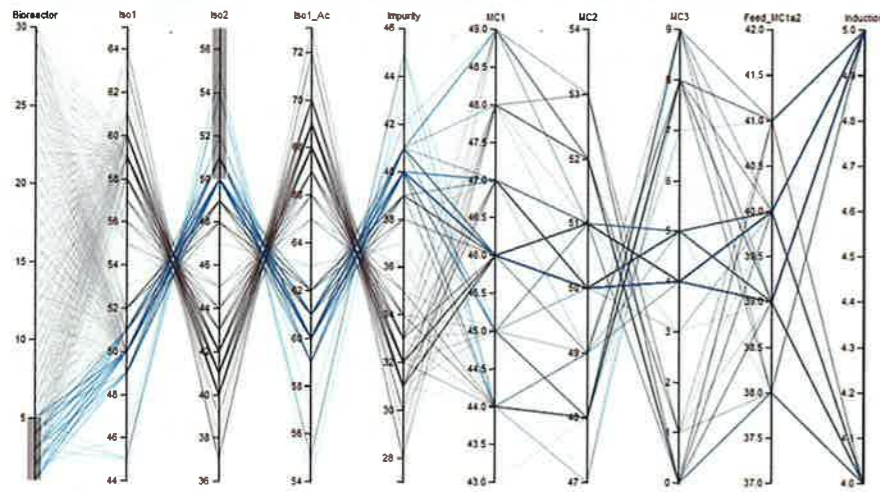 Biorsector Iso1 Iso2 Iso1_Ac Impurity MC1 MC2 MC3 Feed_MC1a2 Induction
30 64 56 72 46 49.0 54 9 42.0 5.0
25 62 54 70 44 48.5 53 8 41.5 4.9
20 60 52 68 42 48.0 52 7 41.0 4.8
15 58 50 66 40 47.5 51 6 40.5 4.7
10 56 48 64 38 47.0 50 5 40.0 4.6
5 54 46 62 36 46.5 49 4 39.5 4.5
52 44 60 34 46.0 48 3 39.0 4.4
50 42 58 32 45.5 47 2 38.5 4.3
48 40 56 30 45.0 1 38.0 4.2
46 38 54 28 44.5 0 37.5 4.1
44 36 44.0 37.0 4.0
43.5
43.0